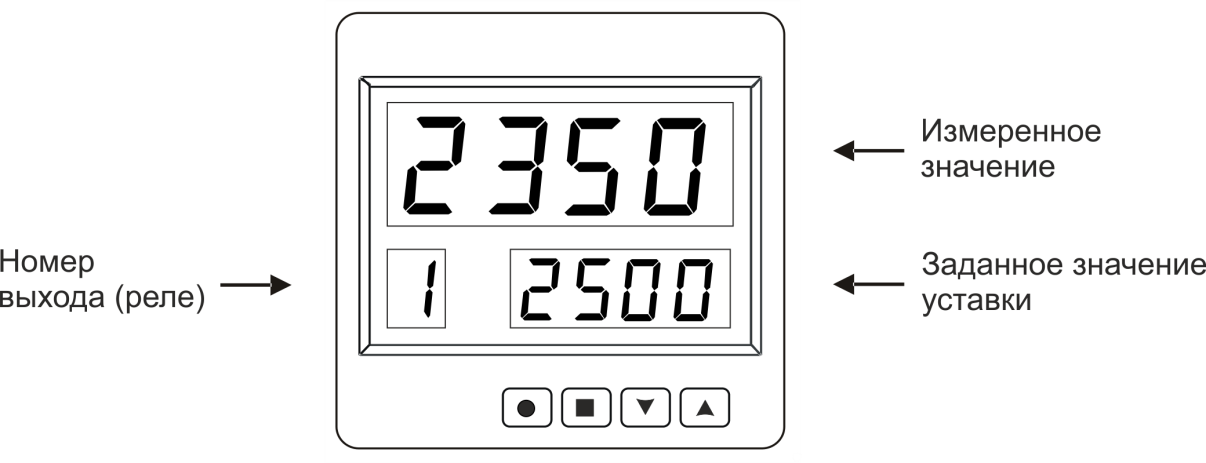 2350
Измеренное
значение
Номер
выхода (реле)
1
2500
Заданное значение
уставки